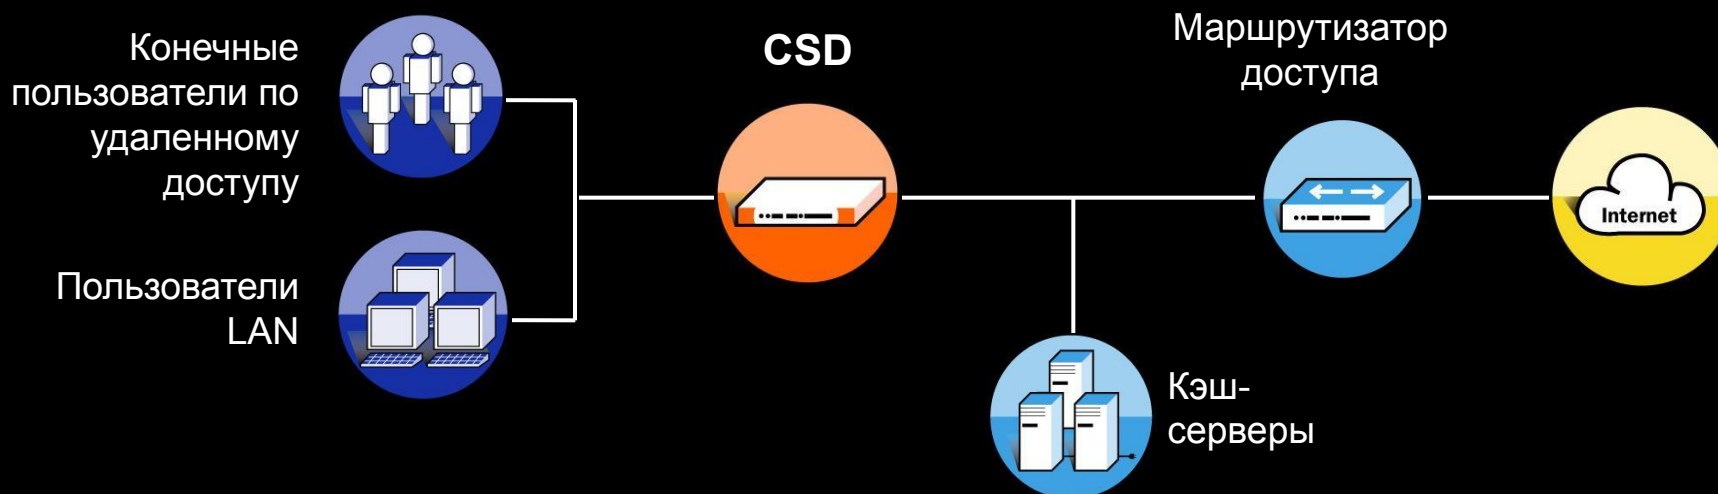 Конечные
пользователи по
удаленному
доступу
CSD
Маршрутизатор
доступа
Internet
Пользователи
LAN
Кэш-
серверы